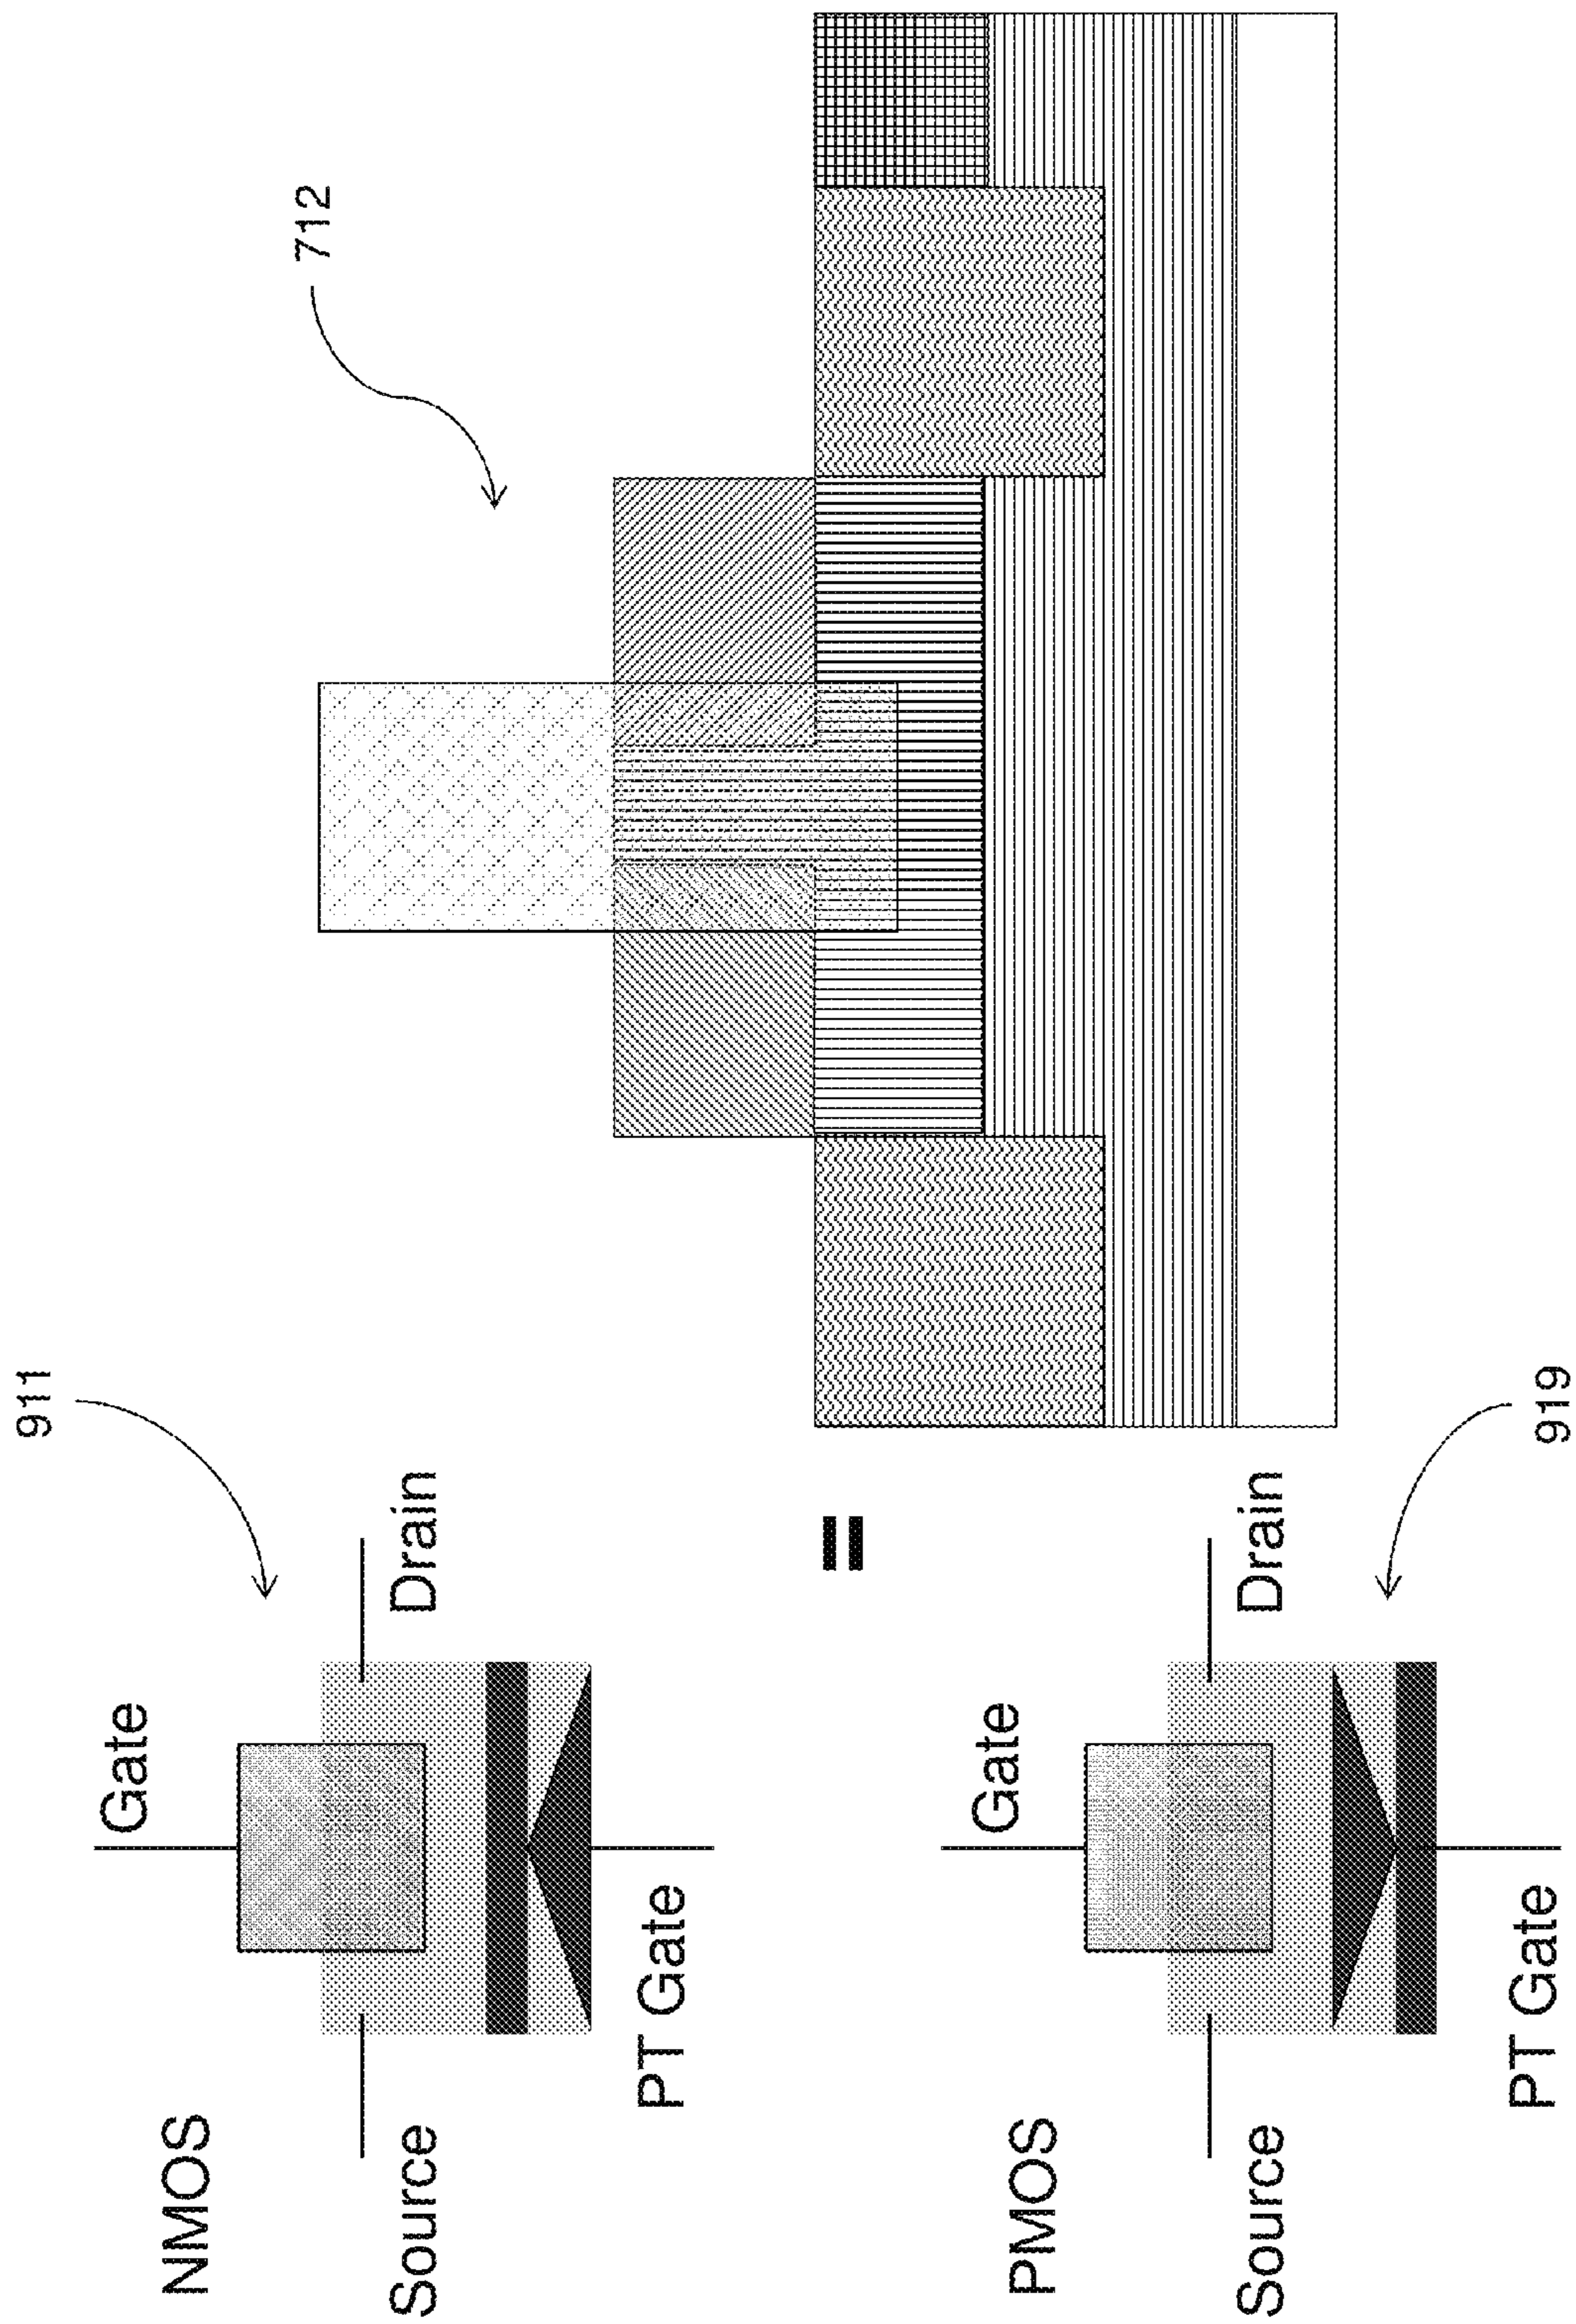 911
NMOS
Gate
Source
Drain
PT Gate
=
712
PMOS
Gate
Source
Drain
PT Gate
919